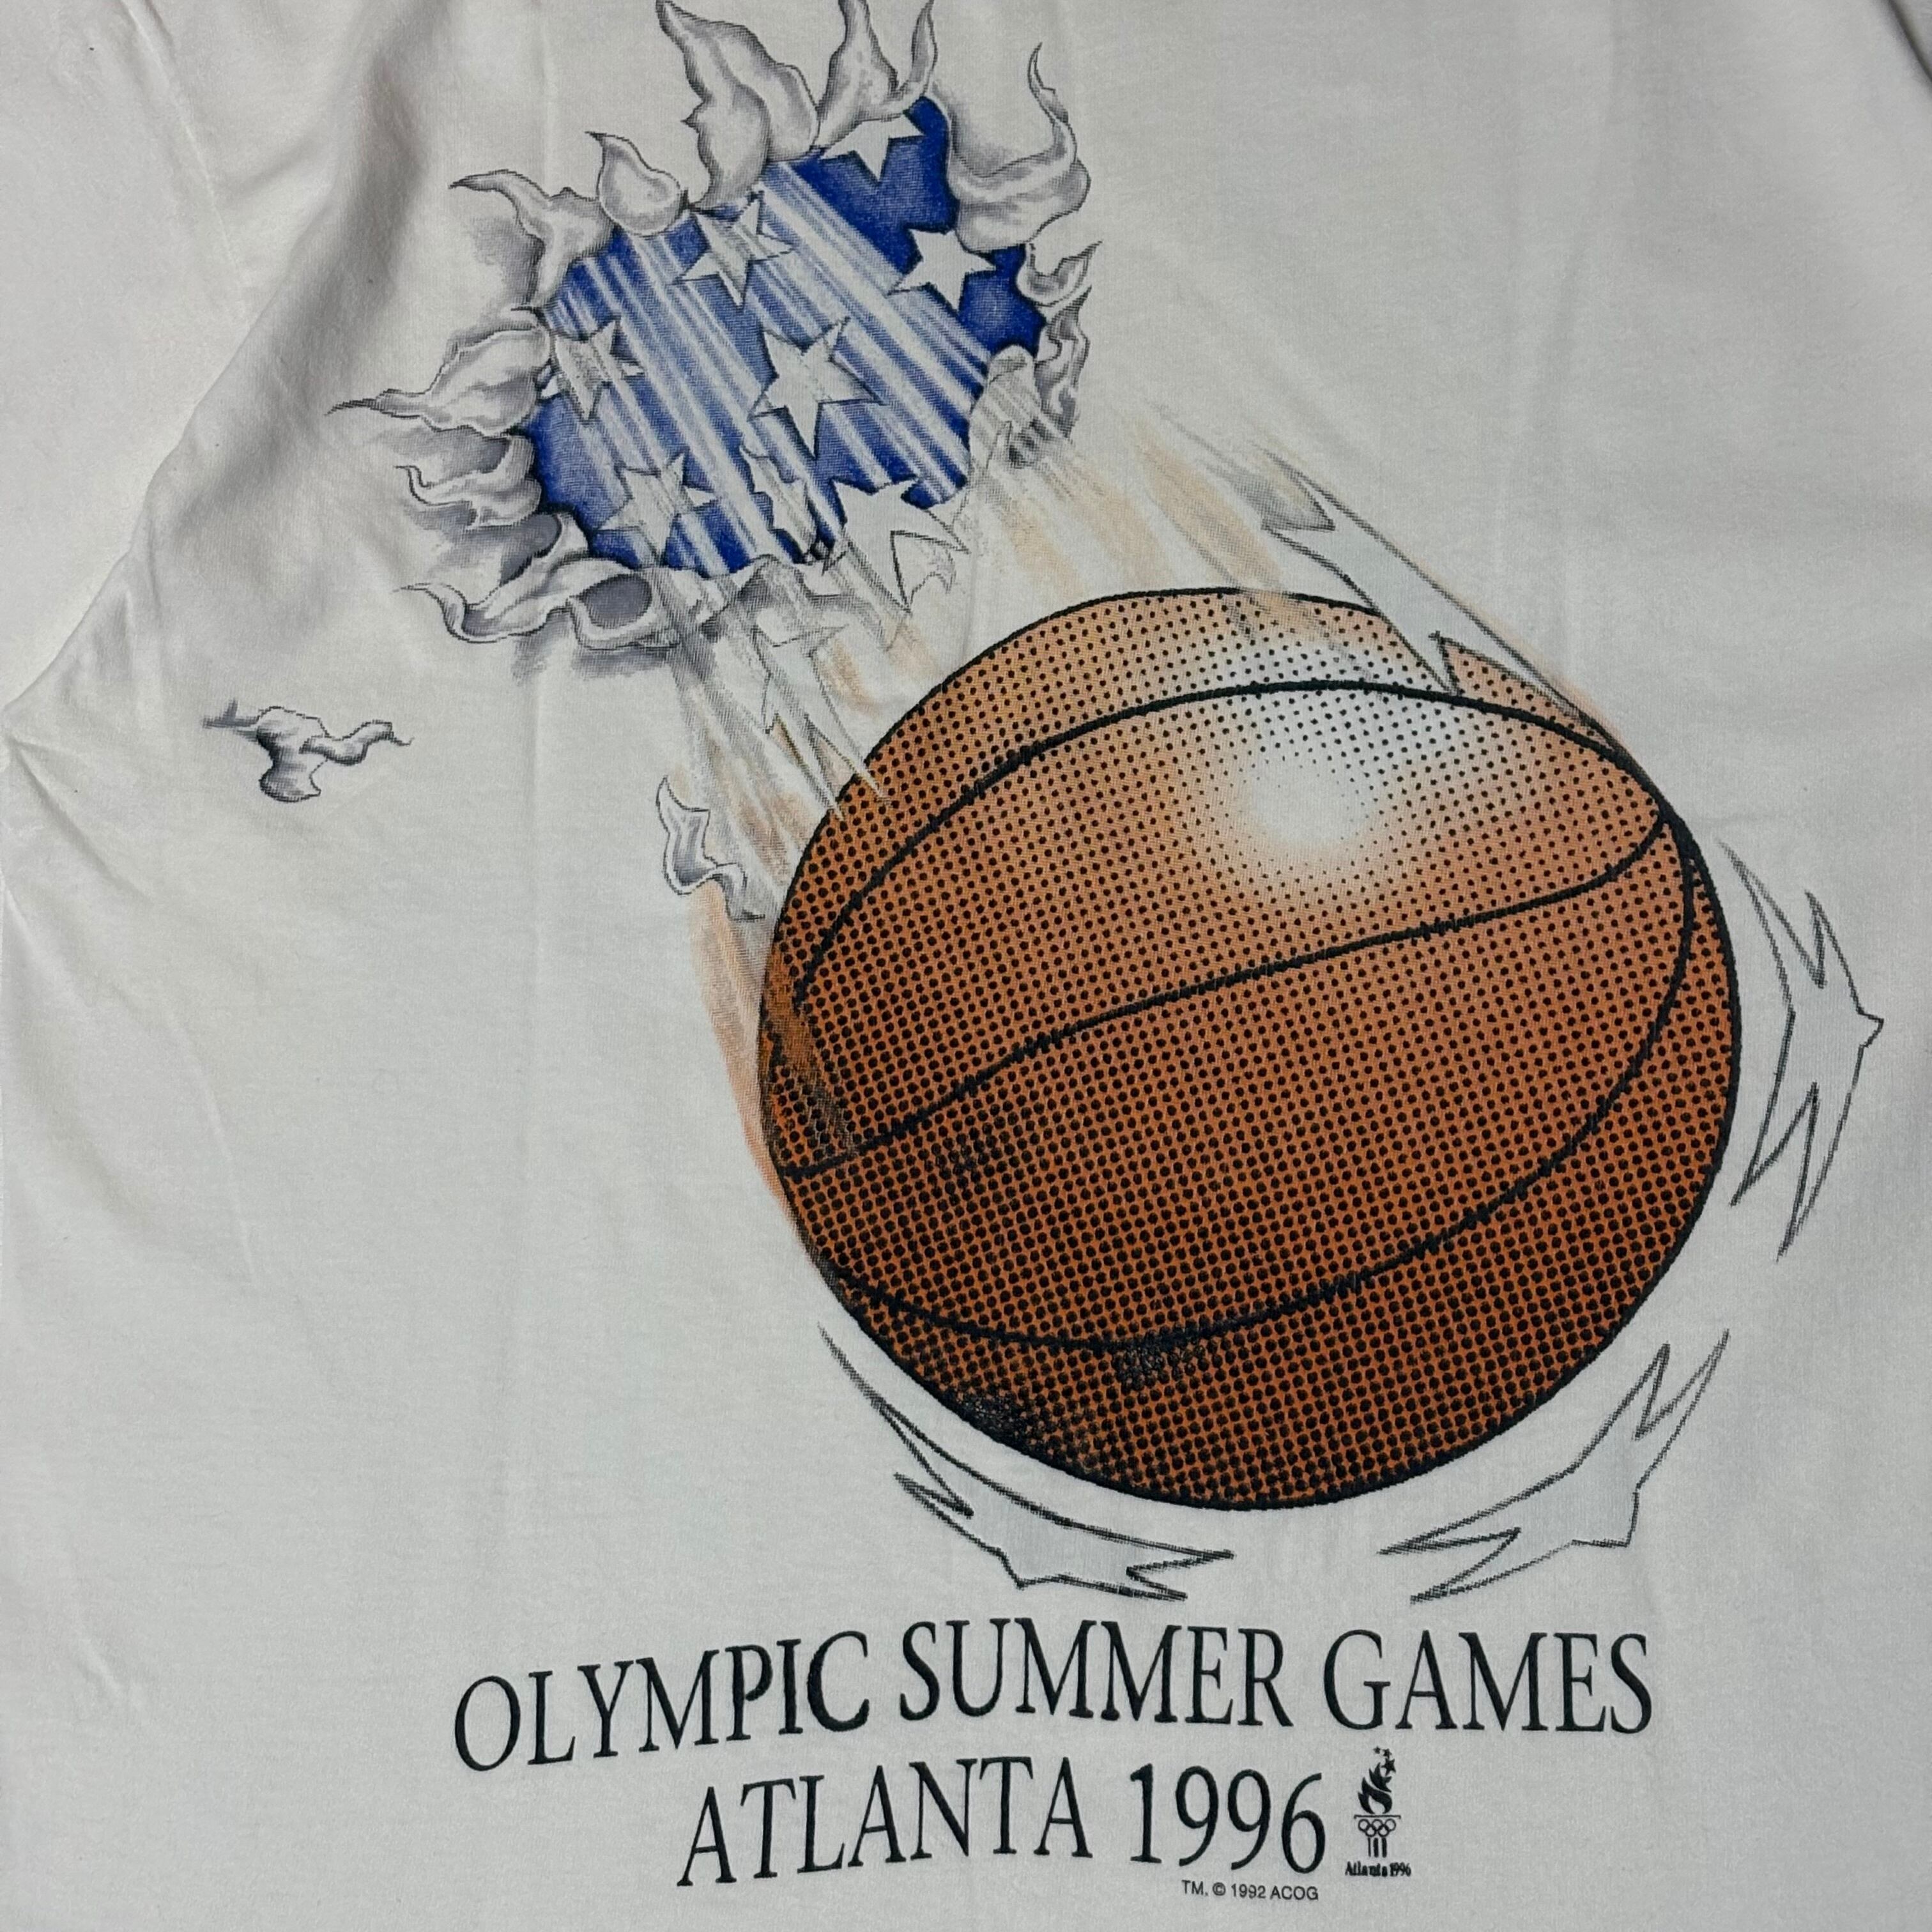 OLYMPIC SUMMER GAMES
ATLANTA 1996
Atlanta 1996
TM, © 1992 ACOG